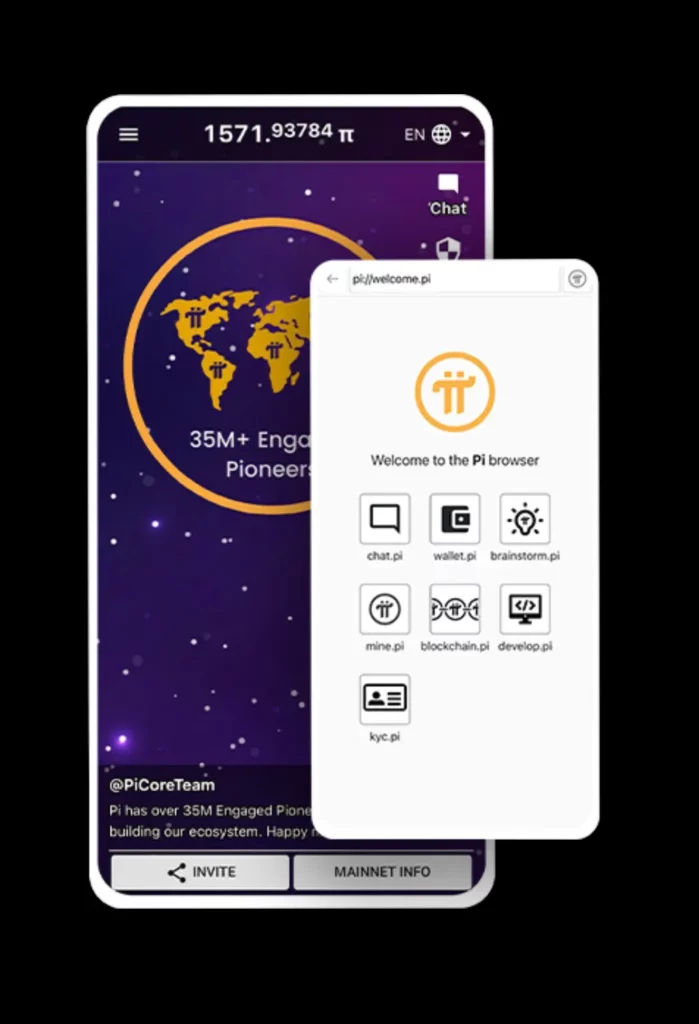 1571.93784 π
EN
Chat
35M+ Enga
Pioneers
@PiCoreTeam
Pi has over 35M Engaged Pione
building our ecosystem. Happy
INVITE
MAINNET INFO
pi://welcome.pi
Welcome to the Pi browser
chat.pi
wallet.pi
brainstorm.pi
mine.pi
blockchain.pi
develop.pi
kyc.pi